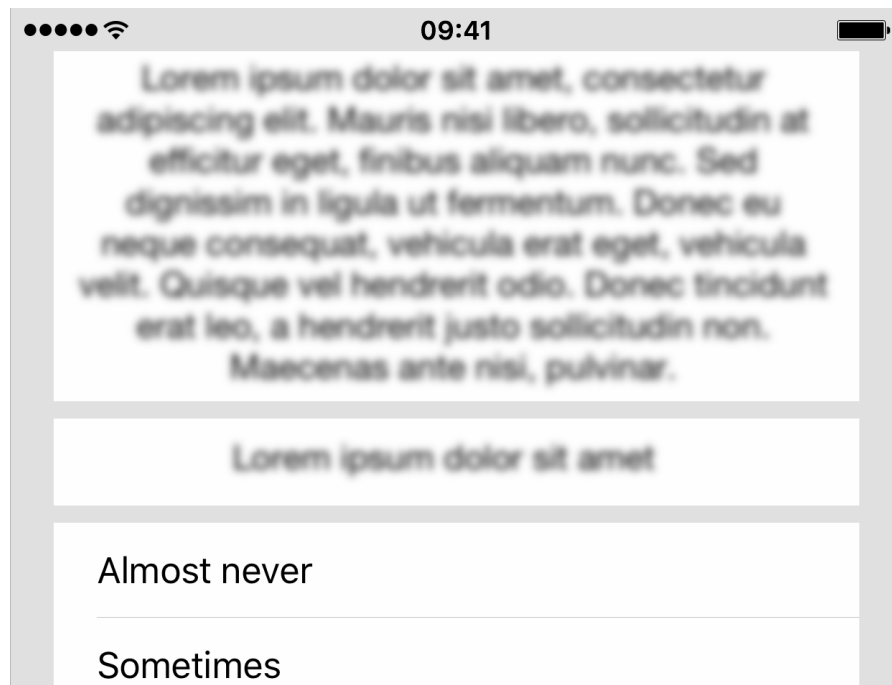 09:41
Lorem ipsum dolor sit amet, consectetur
adipiscing elit. Mauris nisi libero, sollicitudin at
efficitur eget, finibus aliquam nunc. Sed
dignissim in ligula ut fermentum. Donec eu
neque consequat, vehicula erat eget, vehicula
velit. Quisque vel hendrerit odio. Donec tincidunt
erat leo, a hendrerit justo sollicitudin non.
Maecenas ante nisi, pulvinar.
Lorem ipsum dolor sit amet
Almost never
Sometimes